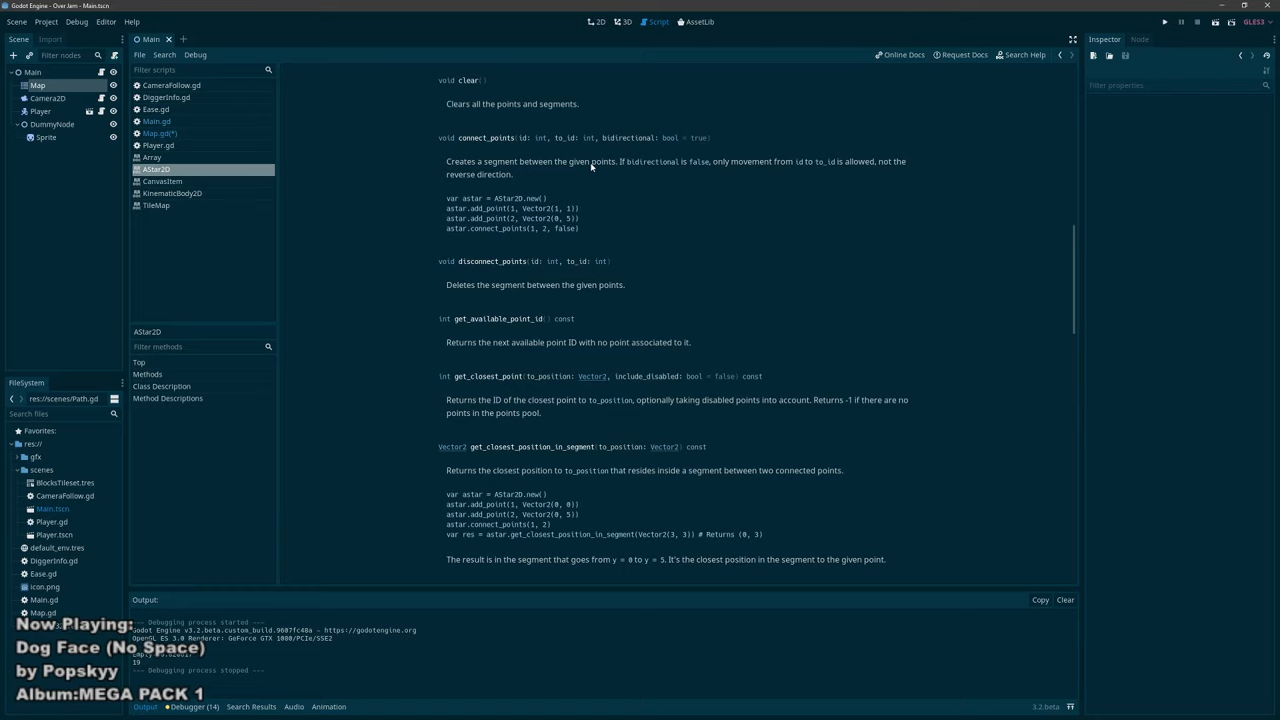 Godot Engine - Over Jam - Main.tscn
Scene Project Debug Editor Help
2D 3D Script AssetLib
GLES3
Scene Import
Filter nodes
Main
Map
Camera2D
Player
DummyNode
Sprite
FileSystem
res://scenes/Path.gd
Search files
Favorites:
res://
gfx
scenes
BlocksTileset.tres
CameraFollow.gd
Main.tscn
Player.gd
Player.tscn
default_env.tres
DiggerInfo.gd
Ease.gd
icon.png
Main.gd
Map.gd
Main
File Search Debug
Online Docs Request Docs Search Help
Filter scripts
CameraFollow.gd
DiggerInfo.gd
Ease.gd
Main.gd
Map.gd(*)
Player.gd
Array
AStar2D
CanvasItem
KinematicBody2D
TileMap
AStar2D
Filter methods
Top
Methods
Class Description
Method Descriptions
void clear()
Clears all the points and segments.
void connect_points(id: int, to_id: int, bidirectional: bool = true)
Creates a segment between the given points. If bidirectional is false, only movement from id to to_id is allowed, not the
reverse direction.
var astar = AStar2D.new()
astar.add_point(1, Vector2(1, 1))
astar.add_point(2, Vector2(0, 5))
astar.connect_points(1, 2, false)
void disconnect_points(id: int, to_id: int)
Deletes the segment between the given points.
int get_available_point_id() const
Returns the next available point ID with no point associated to it.
int get_closest_point(to_position: Vector2, include_disabled: bool = false) const
Returns the ID of the closest point to to_position, optionally taking disabled points into account. Returns -1 if there are no
points in the points pool.
Vector2 get_closest_position_in_segment(to_position: Vector2) const
Returns the closest position to to_position that resides inside a segment between two connected points.
var astar = AStar2D.new()
astar.add_point(1, Vector2(0, 0))
astar.add_point(2, Vector2(0, 5))
astar.connect_points(1, 2)
var res = astar.get_closest_position_in_segment(Vector2(3, 3)) # Returns (0, 3)
The result is in the segment that goes from y = 0 to y = 5. It's the closest position in the segment to the given point.
Inspector Node
Filter properties
Output:
Copy Clear
--- Debugging process started ---
Godot Engine v3.2.beta.custom_build.9607fc48a - https://godotengine.org
OpenGL ES 3.0 Renderer: GeForce GTX 1080/PCIe/SSE2
19
--- Debugging process stopped ---
Output Debugger (14) Search Results Audio Animation
3.2.beta
Now Playing:
Dog Face (No Space)
by Popskyy
Album:MEGA PACK 1